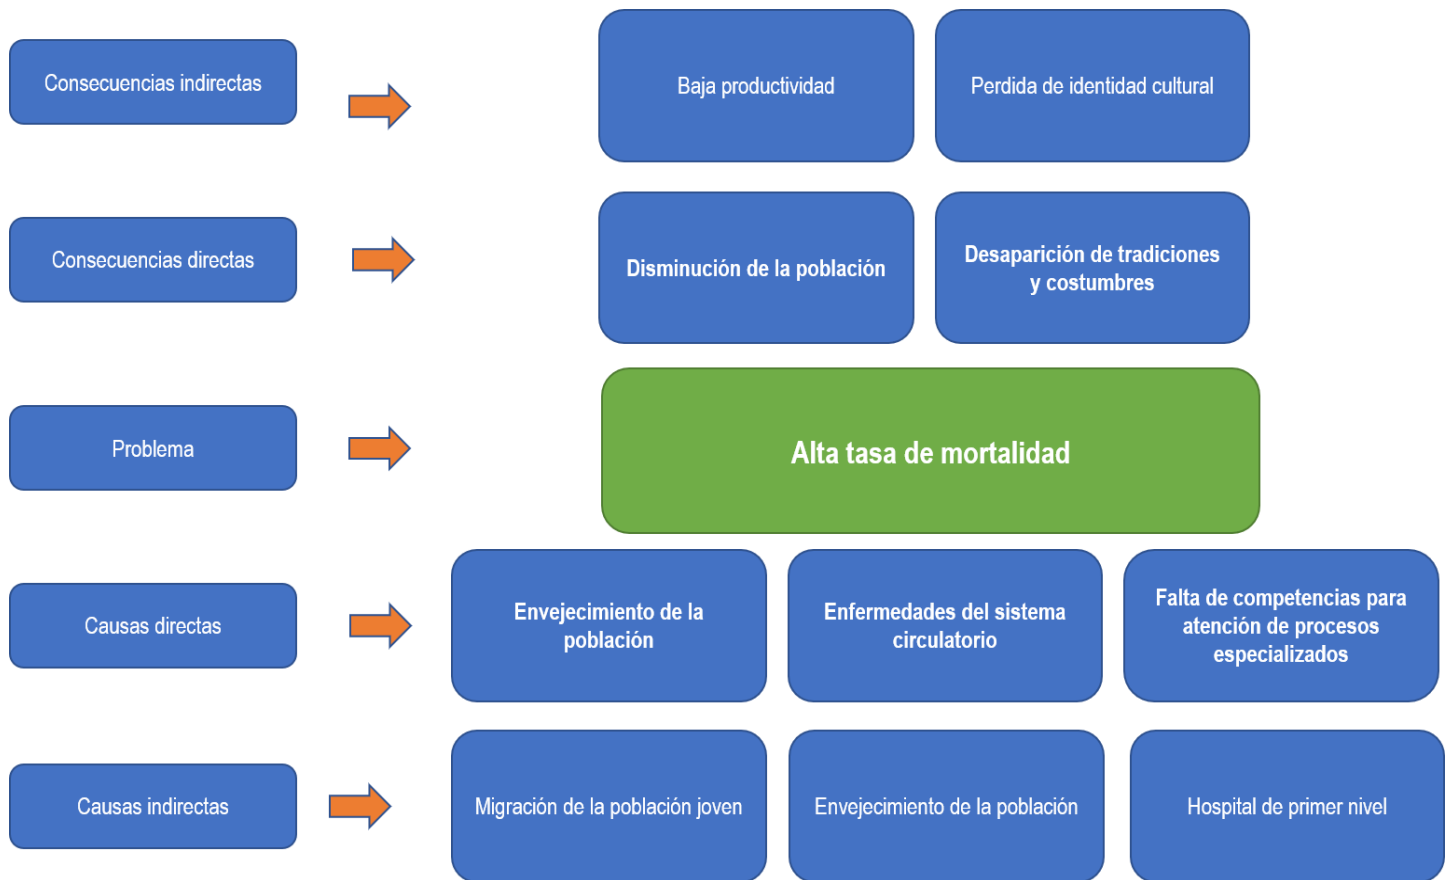 Consecuencias indirectas
Baja productividad
Perdida de identidad cultural
Consecuencias directas
Disminución de la población
Desaparición de tradiciones
y costumbres
Problema
Alta tasa de mortalidad
Causas directas
Envejecimiento de la
población
Enfermedades del sistema
circulatorio
Falta de competencias para
atención de procesos
especializados
Causas indirectas
Migración de la población joven
Envejecimiento de la población
Hospital de primer nivel